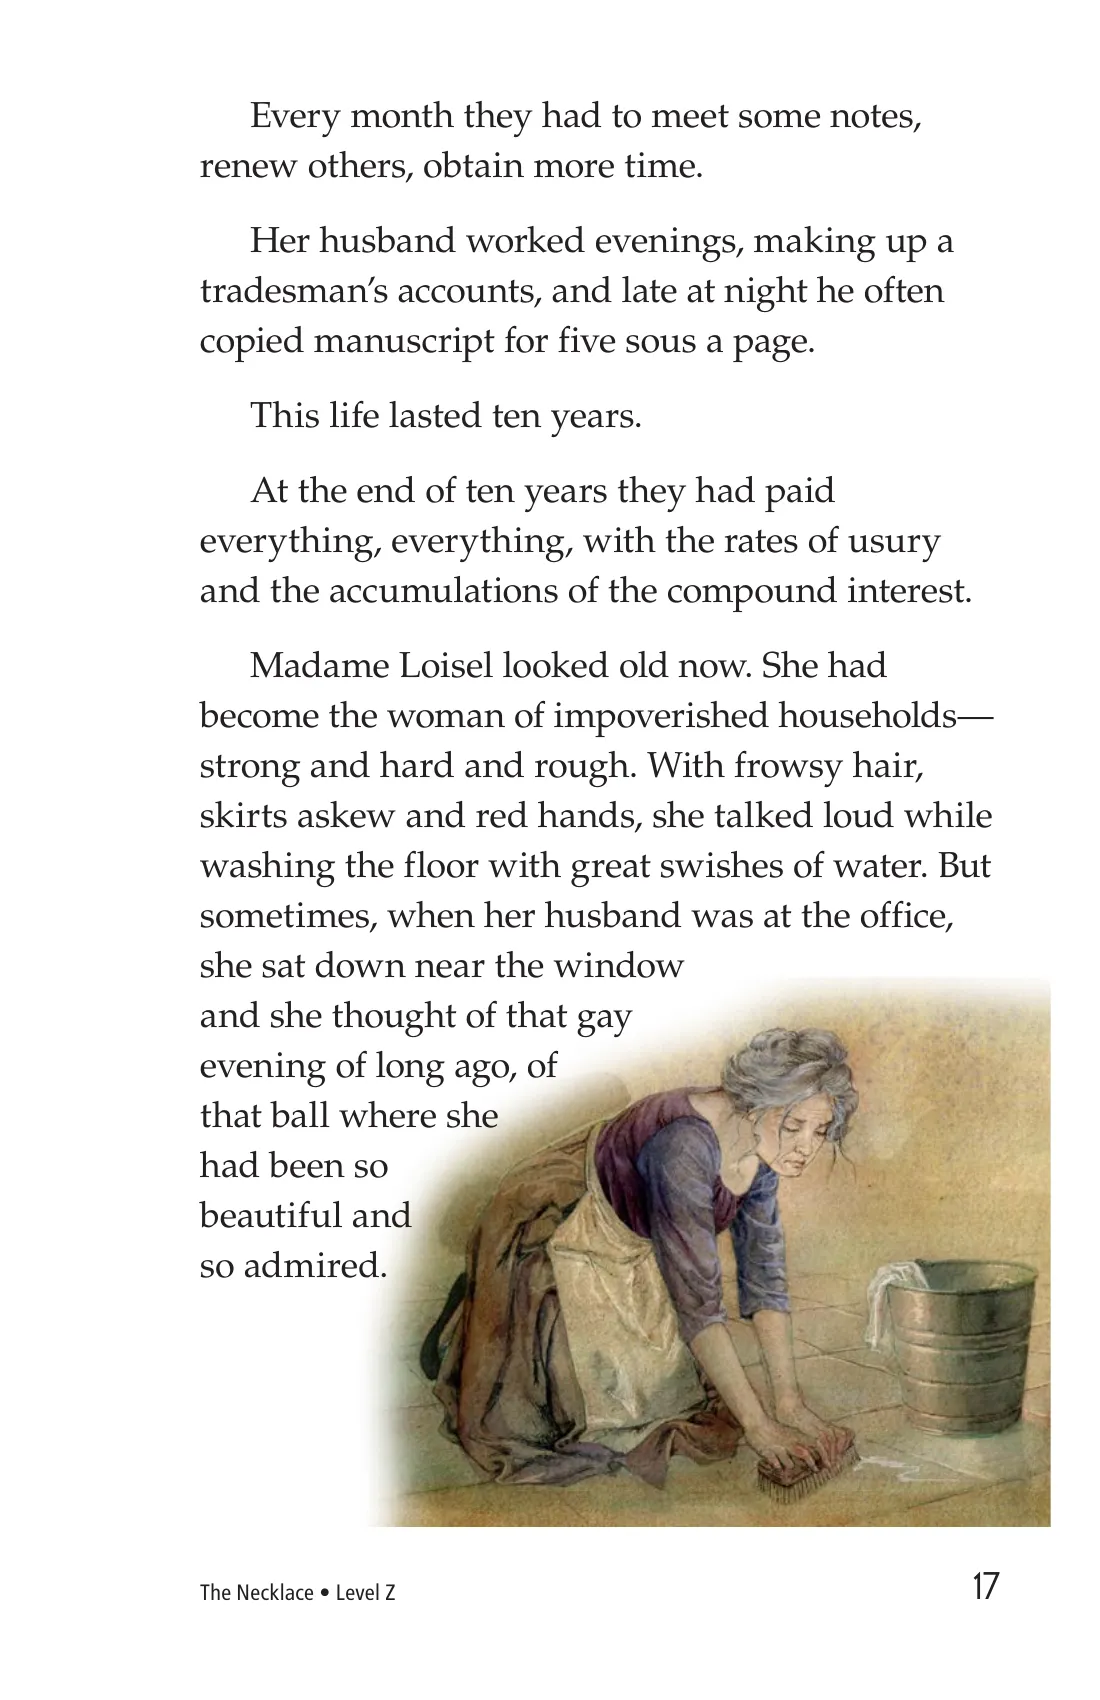 Every month they had to meet some notes,
renew others, obtain more time.
Her husband worked evenings, making up a
tradesman’s accounts, and late at night he often
copied manuscript for five sous a page.
This life lasted ten years.
At the end of ten years they had paid
everything, everything, with the rates of usury
and the accumulations of the compound interest.
Madame Loisel looked old now. She had
become the woman of impoverished households—
strong and hard and rough. With frowsy hair,
skirts askew and red hands, she talked loud while
washing the floor with great swishes of water. But
sometimes, when her husband was at the office,
she sat down near the window
and she thought of that gay
evening of long ago, of
that ball where she
had been so
beautiful and
so admired.
The Necklace • Level Z
17